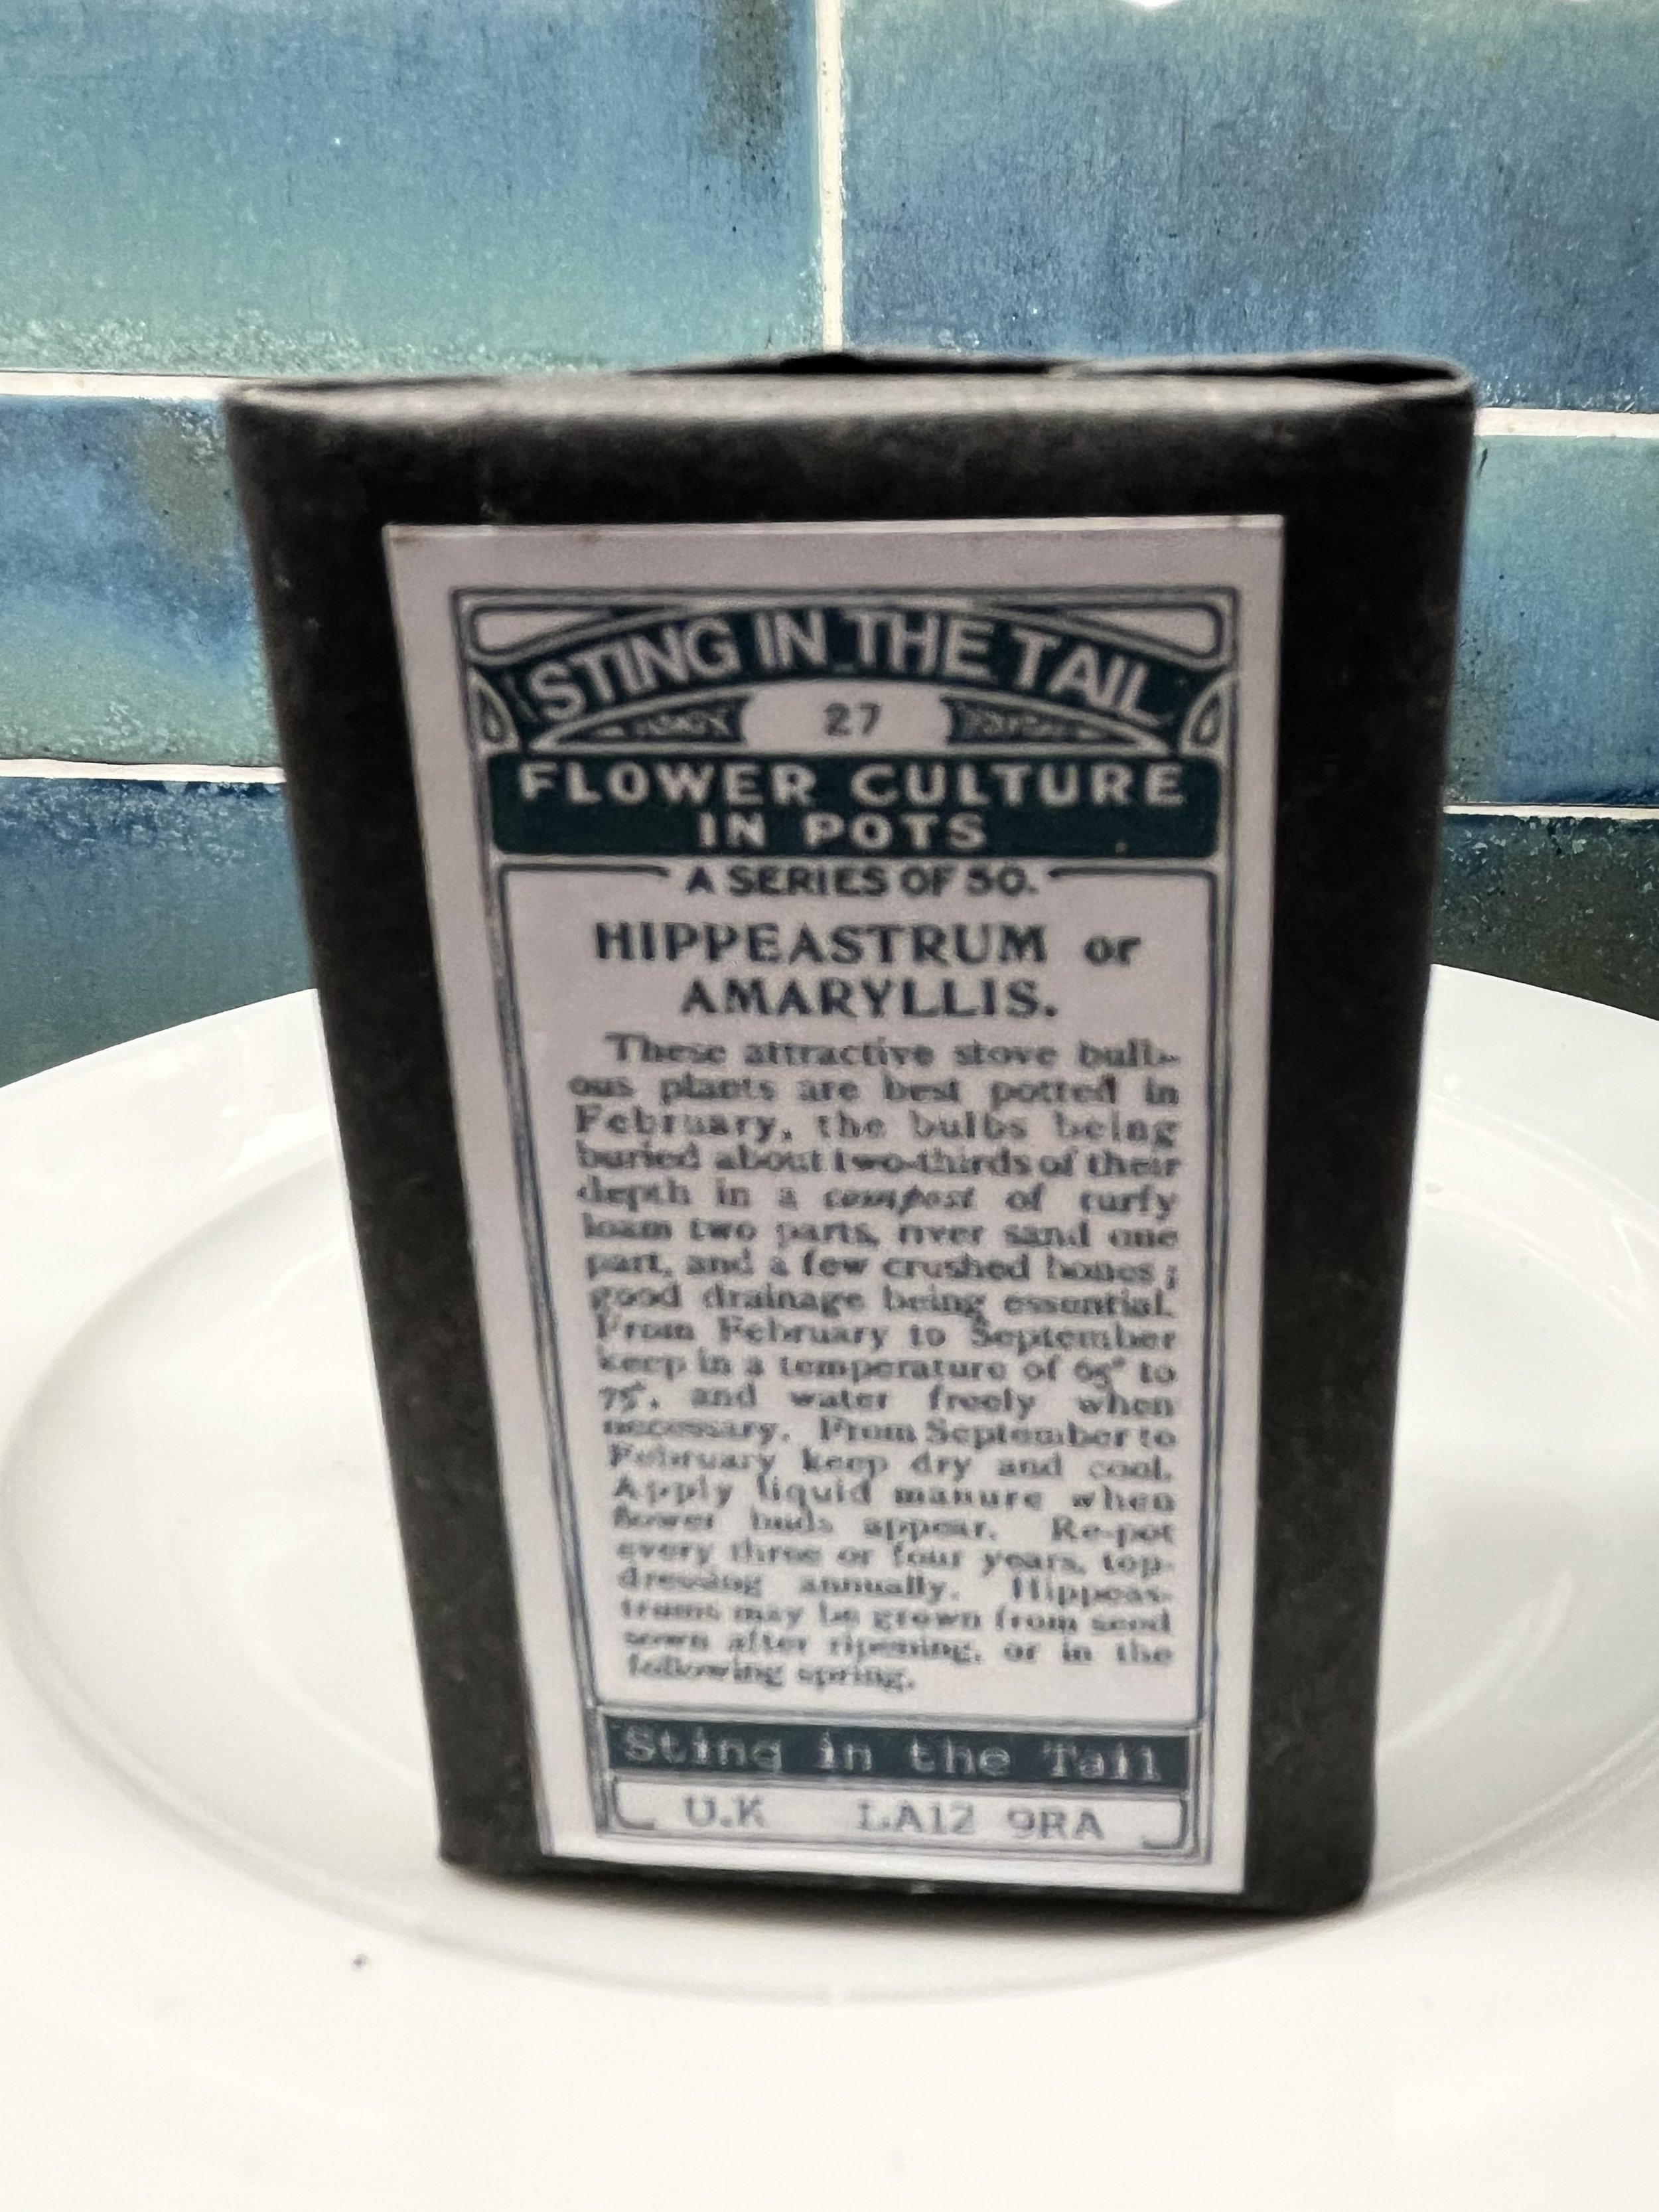 STING IN THE TAIL
27
FLOWER CULTURE
IN POTS
A SERIES OF 50.
HIPPEASTRUM or
AMARYLLIS.
These attractive stove bulb-
ous plants are best potted in
February, the bulbs being
buried about two-thirds of their
depth in a compost of turfy
loam two parts, river sand one
part, and a few crushed bones;
good drainage being essential.
From February to September
keep in a temperature of 65° to
75°, and water freely when
necessary. From September to
February keep dry and cool.
Apply liquid manure when
flower buds appear. Re-pot
every three or four years, top-
dressing annually. Hippeas-
trums may be grown from seed
sown after ripening, or in the
following spring.
Sting in the Tail
U.K LA12 9RA